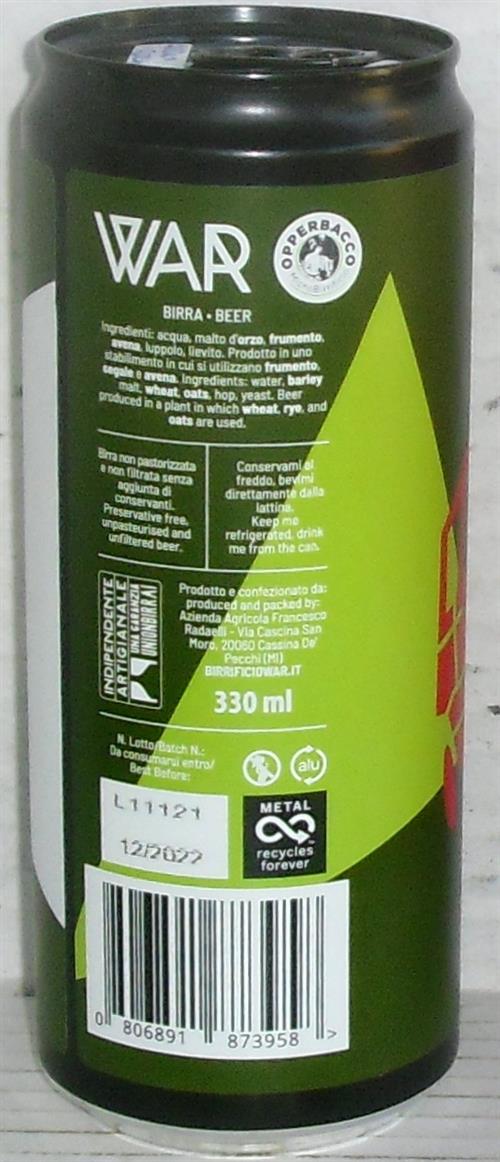 WAR
OPPERBACCO
BIRRA • BEER
Ingredienti: acqua, malto d'orzo, frumento,
avena, luppolo, lievito. Prodotto in uno
stabilimento in cui si utilizzano frumento,
segale e avena. Ingredients: water, barley
malt, wheat, oats, hop, yeast. Beer
produced in a plant in which wheat, rye, and
oats are used.
Birra non pastorizzata
e non filtrata senza
aggiunta di
conservanti.
Preservative free,
unpasteurised and
unfiltered beer.
Conservami al
freddo, bevimi
direttamente dalla
lattina.
Keep me
refrigerated, drink
me from the can.
INDIPENDENTE
ARTIGIANALE
UNA GARANZIA
UNIONBIRRAI
Prodotto e confezionato da:
produced and packed by:
Azienda Agricola Francesco
Radaelli - Via Cascina San
Moro, 20060 Cassina De'
Pecchi (MI)
BIRRIFICIOWAR.IT
330 ml
N. Lotto/Batch N.:
Da consumarsi entro/
Best Before:
alu
L11121
12/2022
METAL
recycles
forever
0 806891 873958 >